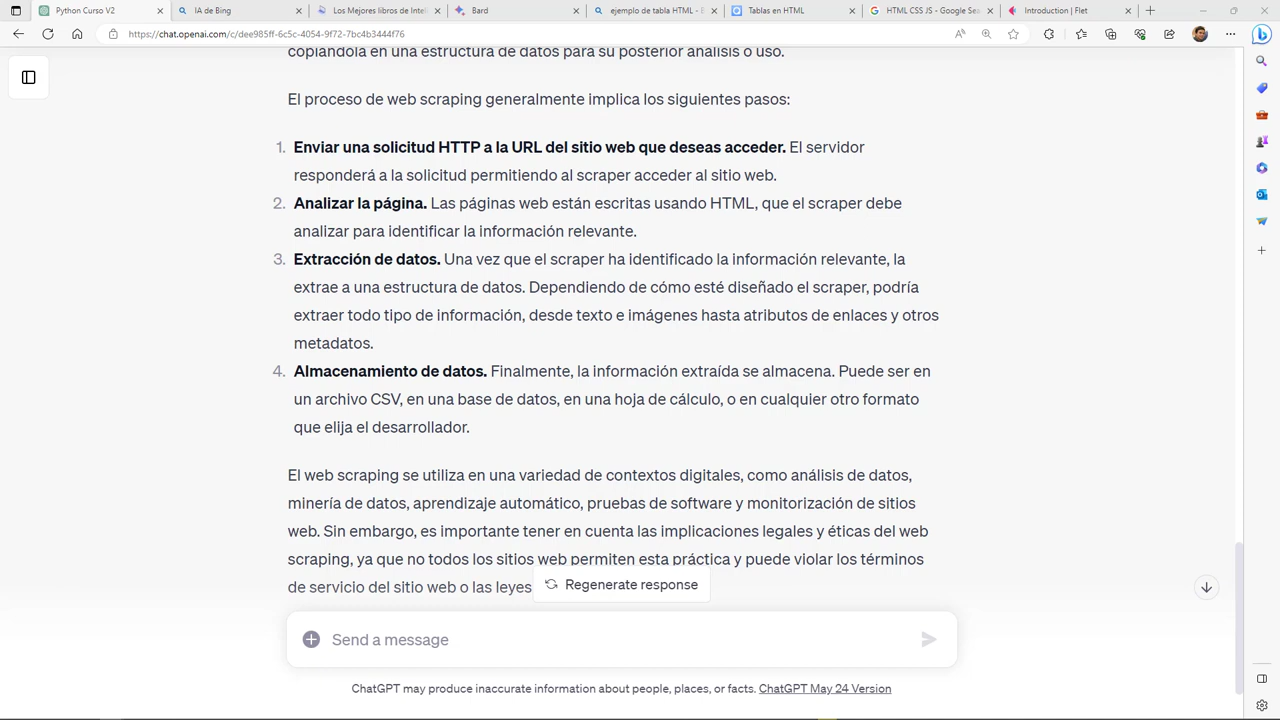 Python Curso V2
IA de Bing
Los Mejores libros de Intel
Bard
ejemplo de tabla HTML - E
Tablas en HTML
HTML CSS JS - Google Sea
Introduction | Flet
https://chat.openai.com/c/dee985ff-6c5c-4054-9f72-7bc4b3444f76
copiándola en una estructura de datos para su posterior análisis o uso.
El proceso de web scraping generalmente implica los siguientes pasos:
1. Enviar una solicitud HTTP a la URL del sitio web que deseas acceder. El servidor
responderá a la solicitud permitiendo al scraper acceder al sitio web.
2. Analizar la página. Las páginas web están escritas usando HTML, que el scraper debe
analizar para identificar la información relevante.
3. Extracción de datos. Una vez que el scraper ha identificado la información relevante, la
extrae a una estructura de datos. Dependiendo de cómo esté diseñado el scraper, podría
extraer todo tipo de información, desde texto e imágenes hasta atributos de enlaces y otros
metadatos.
4. Almacenamiento de datos. Finalmente, la información extraída se almacena. Puede ser en
un archivo CSV, en una base de datos, en una hoja de cálculo, o en cualquier otro formato
que elija el desarrollador.
El web scraping se utiliza en una variedad de contextos digitales, como análisis de datos,
minería de datos, aprendizaje automático, pruebas de software y monitorización de sitios
web. Sin embargo, es importante tener en cuenta las implicaciones legales y éticas del web
scraping, ya que no todos los sitios web permiten esta práctica y puede violar los términos
de servicio del sitio web o las leyes
Regenerate response
Send a message
ChatGPT may produce inaccurate information about people, places, or facts. ChatGPT May 24 Version